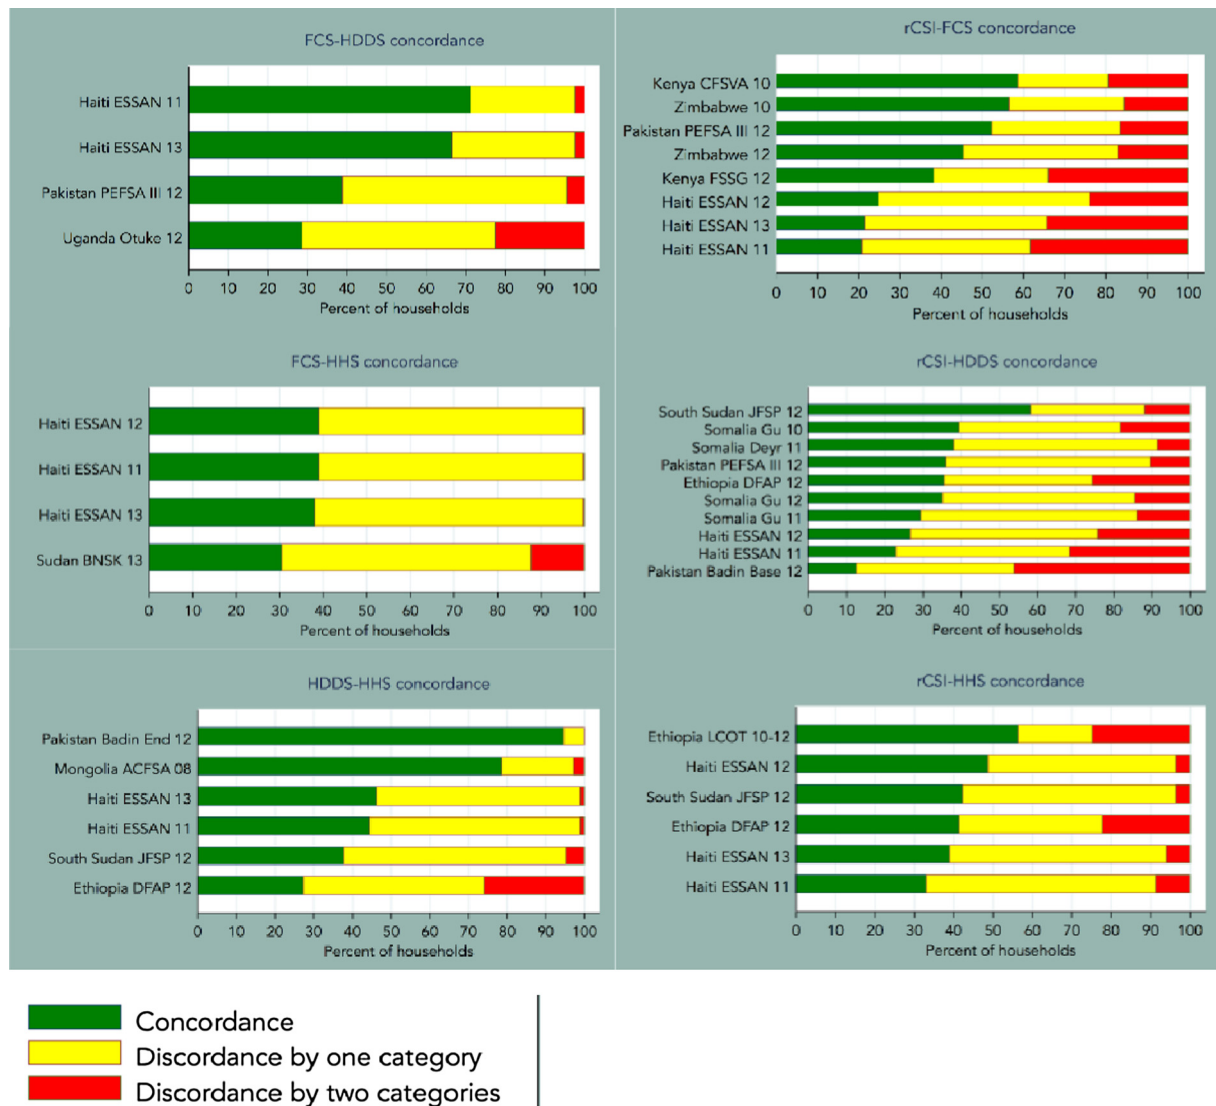 FCS-HDDS concordance
Haiti ESSAN 11
Haiti ESSAN 13
Pakistan PEFSA III 12
Uganda Otuke 12
0 10 20 30 40 50 60 70 80 90 100
Percent of households
rCSI-FCS concordance
Kenya CFSVA 10
Zimbabwe 10
Pakistan PEFSA III 12
Zimbabwe 12
Kenya FSSG 12
Haiti ESSAN 12
Haiti ESSAN 13
Haiti ESSAN 11
0 10 20 30 40 50 60 70 80 90 100
Percent of households
FCS-HHS concordance
Haiti ESSAN 12
Haiti ESSAN 11
Haiti ESSAN 13
Sudan BNSK 13
0 10 20 30 40 50 60 70 80 90 100
Percent of households
rCSI-HDDS concordance
South Sudan JFSP 12
Somalia Gu 10
Somalia Deyr 11
Pakistan PEFSA III 12
Ethiopia DFAP 12
Somalia Gu 12
Somalia Gu 11
Haiti ESSAN 12
Haiti ESSAN 11
Pakistan Badin Base 12
0 10 20 30 40 50 60 70 80 90 100
Percent of households
HDDS-HHS concordance
Pakistan Badin End 12
Mongolia ACFSA 08
Haiti ESSAN 13
Haiti ESSAN 11
South Sudan JFSP 12
Ethiopia DFAP 12
0 10 20 30 40 50 60 70 80 90 100
Percent of households
rCSI-HHS concordance
Ethiopia LCOT 10-12
Haiti ESSAN 12
South Sudan JFSP 12
Ethiopia DFAP 12
Haiti ESSAN 13
Haiti ESSAN 11
0 10 20 30 40 50 60 70 80 90 100
Percent of households
Concordance
Discordance by one category
Discordance by two categories